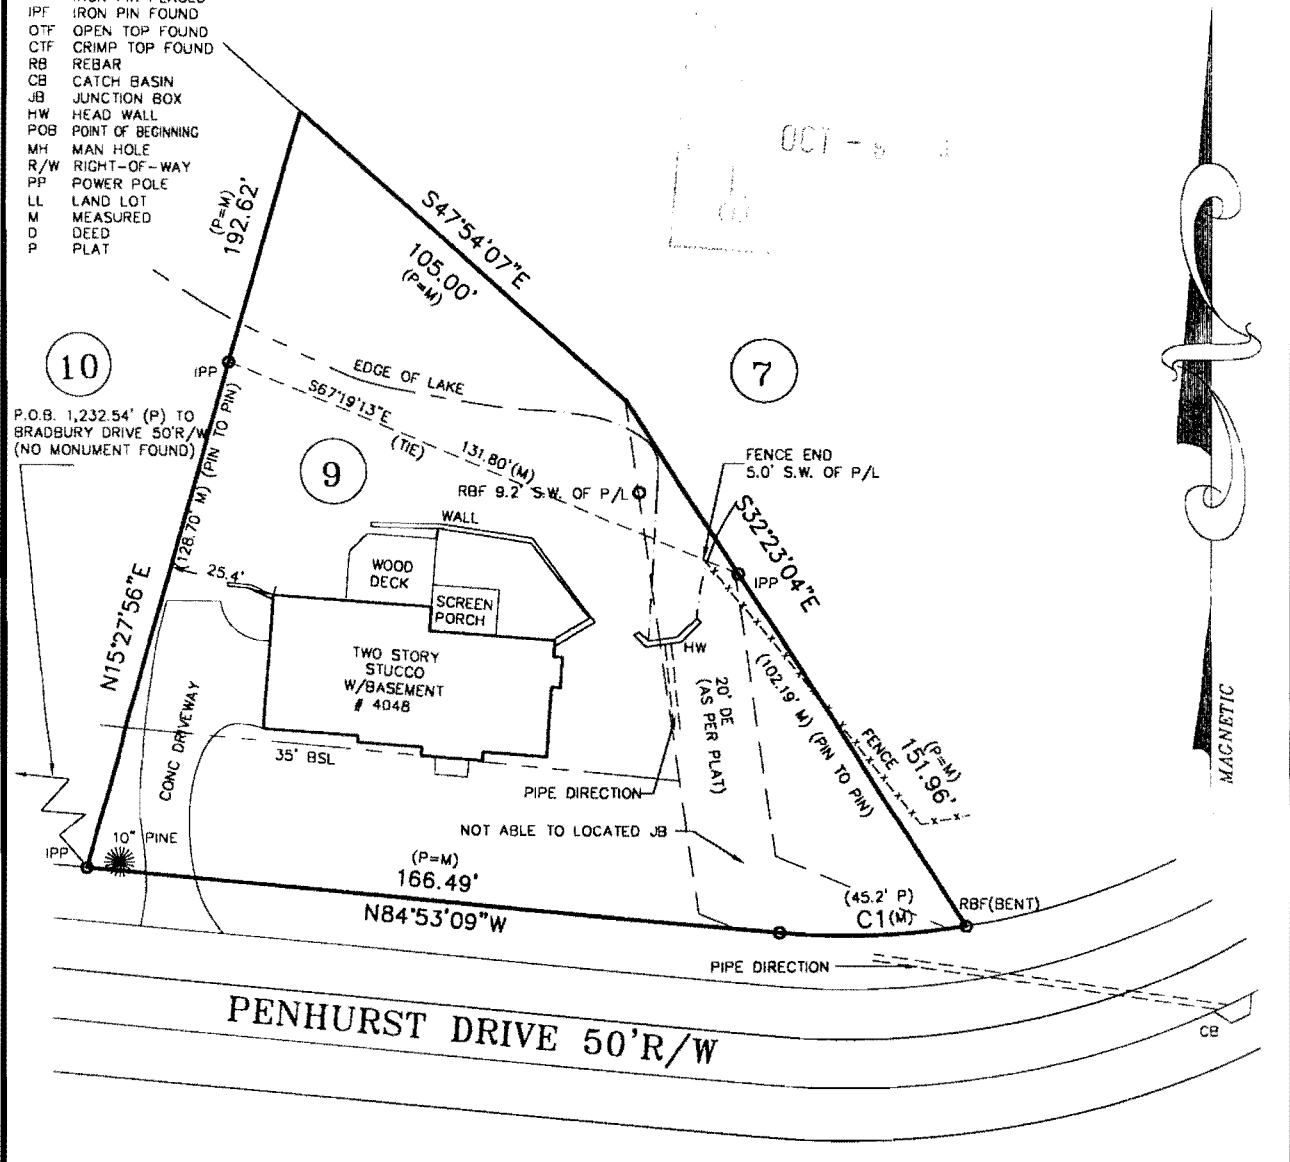 IPF IRON PIN FOUND
OTF OPEN TOP FOUND
CTF CRIMP TOP FOUND
RB REBAR
CB CATCH BASIN
JB JUNCTION BOX
HW HEAD WALL
POB POINT OF BEGINNING
MH MAN HOLE
R/W RIGHT-OF-WAY
PP POWER POLE
LL LAND LOT
M MEASURED
D DEED
P PLAT
OCT -
(P=M)
192.62'
S47°54'07"E
105.00'
(P=M)
10
7
IPP
EDGE OF LAKE
S67°19'13"E
(TIE)
131.80'(M)
P.O.B. 1,232.54' (P) TO
BRADBURY DRIVE 50'R/W
(NO MONUMENT FOUND)
(128.70' M) (PIN TO PIN)
9
FENCE END
5.0' S.W. OF P/L
RBF 9.2' S.W. OF P/L
WALL
S32°23'04"E
N15°27'56"E
25.4'
WOOD
DECK
SCREEN
PORCH
IPP
HW
TWO STORY
STUCCO
W/BASEMENT
# 4048
20' DE
(AS PER PLAT)
(102.19' M) (PIN TO PIN)
FENCE
(P=M)
151.96'
MAGNETIC
CONC DRIVEWAY
35' BSL
PIPE DIRECTION
NOT ABLE TO LOCATED JB
10" PINE
IPP
(P=M)
166.49'
N84°53'09"W
(45.2' P)
C1(M)
RBF(BENT)
PIPE DIRECTION
PENHURST DRIVE 50'R/W
CB